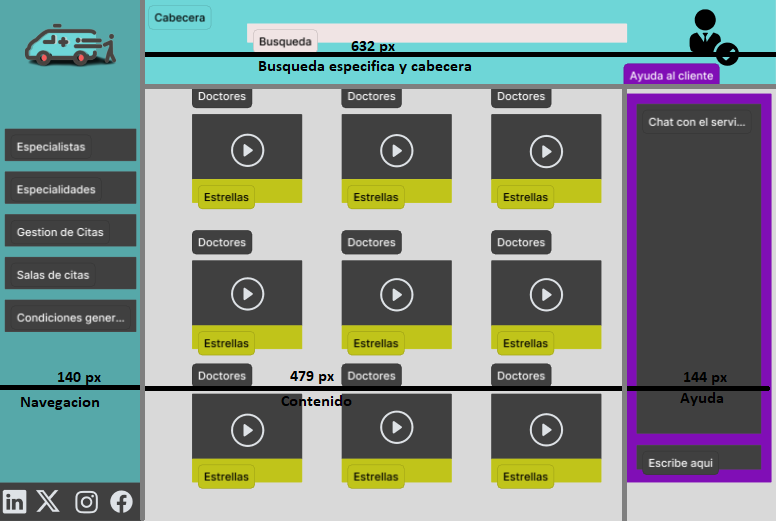 Cabecera
Busqueda
632 px
Busqueda especifica y cabecera
Ayuda al cliente
Especialistas
Especialidades
Gestion de Citas
Salas de citas
Condiciones gener...
140 px
Navegacion
in
Doctores
Doctores
Doctores
Estrellas
Estrellas
Estrellas
Doctores
Doctores
Doctores
Estrellas
Estrellas
Estrellas
Doctores
479 px
Doctores
Doctores
Contenido
Estrellas
Estrellas
Estrellas
Chat con el servi...
144 px
Ayuda
Escribe aqui